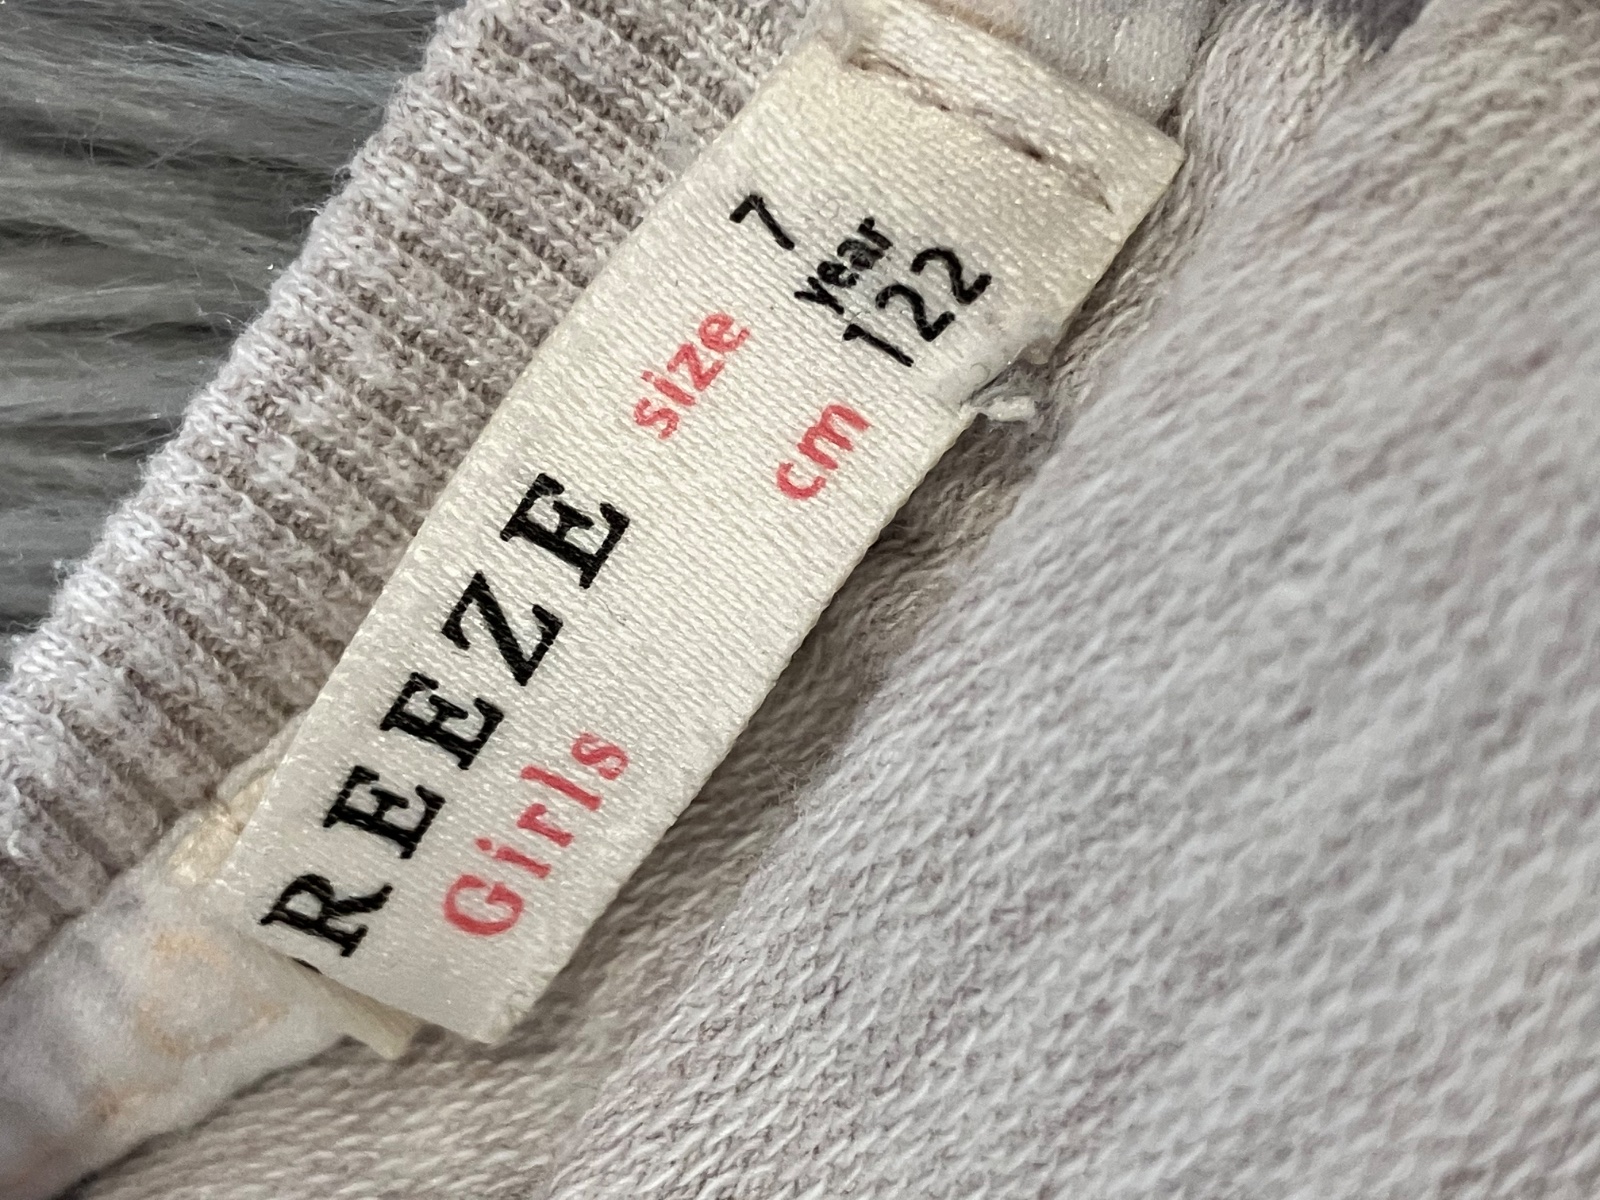 REEZE size 7 year
Girls cm 122